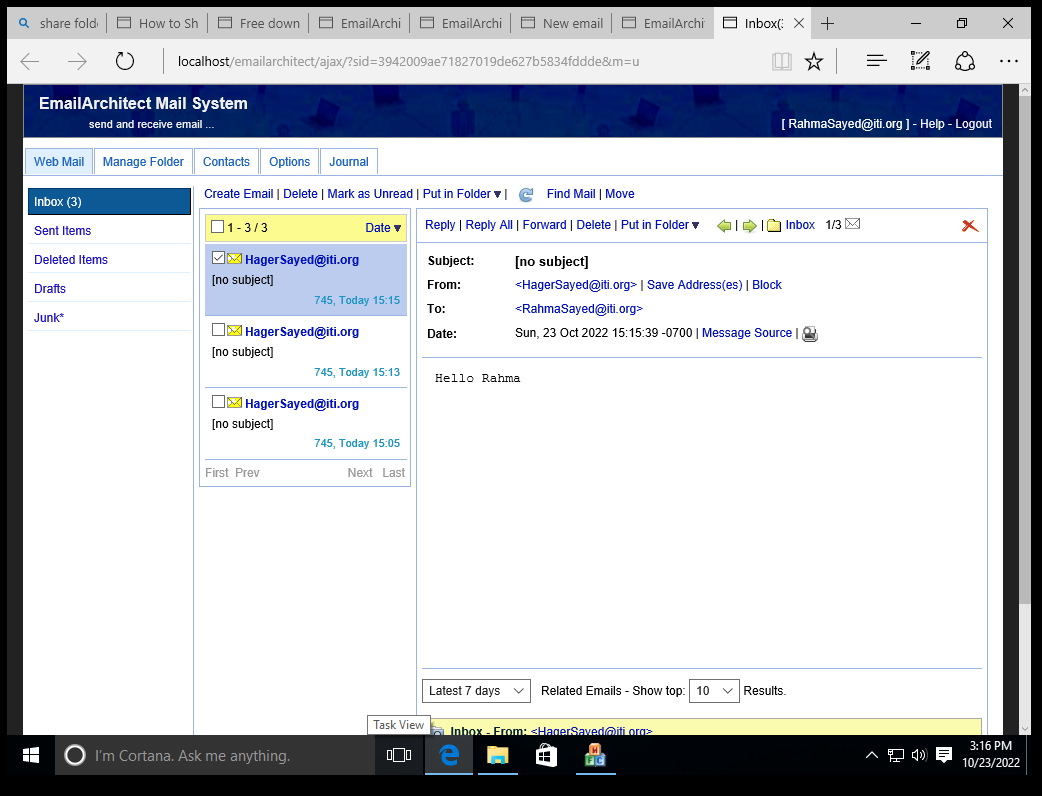 share fold
How to Sh
Free down
EmailArchi
EmailArchi
New email
EmailArchi
Inbox(3
localhost/emailarchitect/ajax/?sid=3942009ae71827019de627b5834fddde&m=u
EmailArchitect Mail System
send and receive email ...
[ RahmaSayed@iti.org ] - Help - Logout
Web Mail
Manage Folder
Contacts
Options
Journal
Inbox (3)
Sent Items
Deleted Items
Drafts
Junk*
Create Email | Delete | Mark as Unread | Put in Folder ▾ | Find Mail | Move
1 - 3 / 3 Date ▾
HagerSayed@iti.org
[no subject]
745, Today 15:15
HagerSayed@iti.org
[no subject]
745, Today 15:13
HagerSayed@iti.org
[no subject]
745, Today 15:05
First Prev Next Last
Reply | Reply All | Forward | Delete | Put in Folder ▾ | | Inbox 1/3
Subject: [no subject]
From: <HagerSayed@iti.org> | Save Address(es) | Block
To: <RahmaSayed@iti.org>
Date: Sun, 23 Oct 2022 15:15:39 -0700 | Message Source |
Hello Rahma
Latest 7 days Related Emails - Show top: 10 Results.
Inbox - From: <HagerSayed@iti.org>
Task View
I'm Cortana. Ask me anything.
H
F C
3:16 PM
10/23/2022